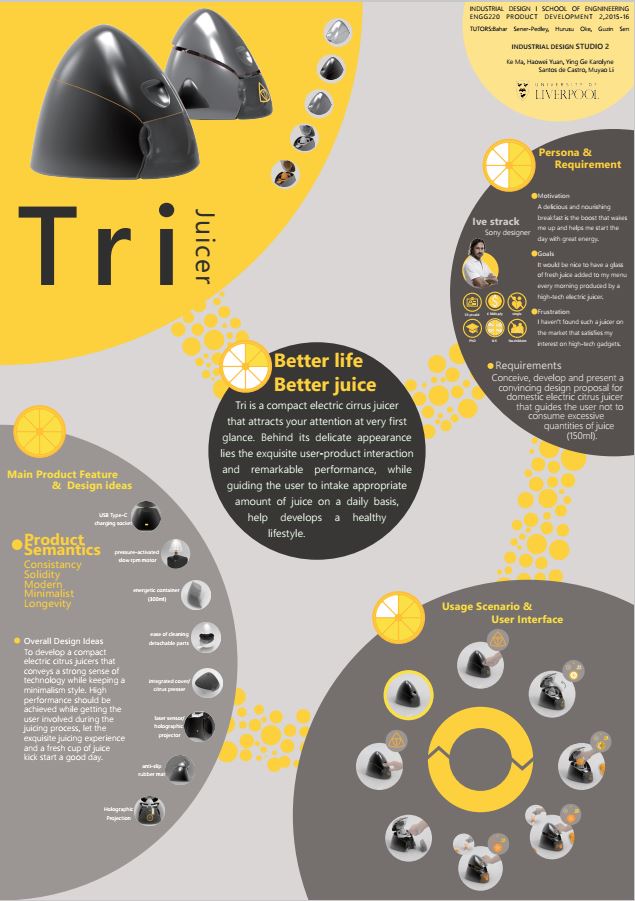 INDUSTRIAL DESIGN I SCHOOL OF ENGNINEERING
ENGG220 PRODUCT DEVELOPMENT 2,2015-16
TUTORS:Bahar Sener-Pedley, Hurusu Oke, Guzin Sen
INDUSTRIAL DESIGN STUDIO 2
Ke Ma, Haowei Yuan, Ying Ge Karolyne
Santos de Castro, Muyao Li
UNIVERSITY OF
LIVERPOOL
Tri
Juicer
Persona &
Requirement
Ive strack
Sony designer
single
PhD
U.K
Motivation
A delicious and nourishing
breakfast is the boost that wakes
me up and helps me start the
day with great energy.
Goals
It would be nice to have a glass
of fresh juice added to my menu
every morning produced by a
high-tech electric juicer.
Frustration
I haven't found such a juicer on
the market that satisfies my
interest on high-tech gadgets.
Requirements
Conceive, develop and present a
convincing design proposal for
domestic electric citrus juicer
that guides the user not to
consume excessive
quantities of juice
(150ml).
Better life
Better juice
Tri is a compact electric cirrus juicer
that attracts your attention at very first
glance. Behind its delicate appearance
lies the exquisite user-product interaction
and remarkable performance, while
guiding the user to intake appropriate
amount of juice on a daily basis,
help develops a healthy
lifestyle.
Main Product Feature
& Design ideas
Product
Semantics
Consistancy
Solidity
Modern
Minimalist
Longevity
Overall Design Ideas
To develop a compact
electric citrus juicers that
conveys a strong sense of
technology while keeping a
minimalism style. High
performance should be
achieved while getting the
user involved during the
juicing process, let the
exquisite juicing experience
and a fresh cup of juice
kick start a good day.
USB Type-C
charging socket
pressure-activated
slow rpm motor
energetic container
(300ml)
ease of cleaning
detachable parts
integrated cover/
citrus presser
laser sensor/
holographic
projector
anti-slip
rubber mat
Holographic
Projection
Usage Scenario &
User Interface